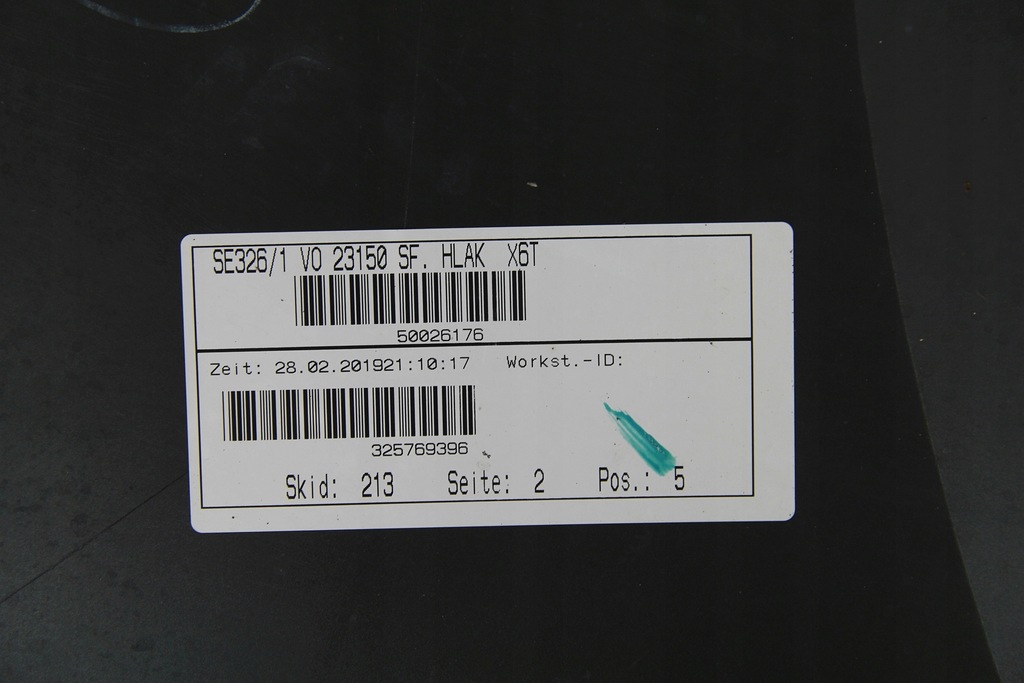 SE326/1 VO 23150 SF. HLAK X6T
50026176
Zeit: 28.02.201921:10:17 Workst.-ID:
325769396
Skid: 213 Seite: 2 Pos.: 5